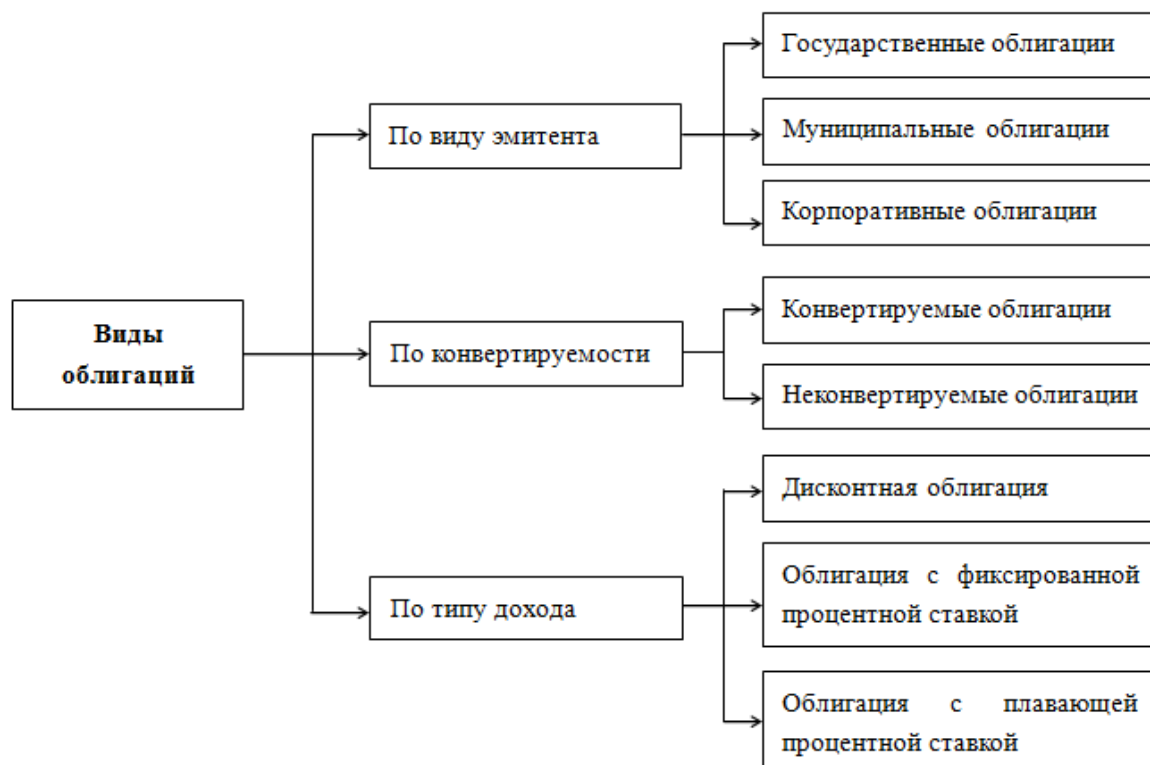 Виды
облигаций
По виду эмитента
Государственные облигации
Муниципальные облигации
Корпоративные облигации
По конвертируемости
Конвертируемые облигации
Неконвертируемые облигации
По типу дохода
Дисконтная облигация
Облигация с фиксированной
процентной ставкой
Облигация с плавающей
процентной ставкой